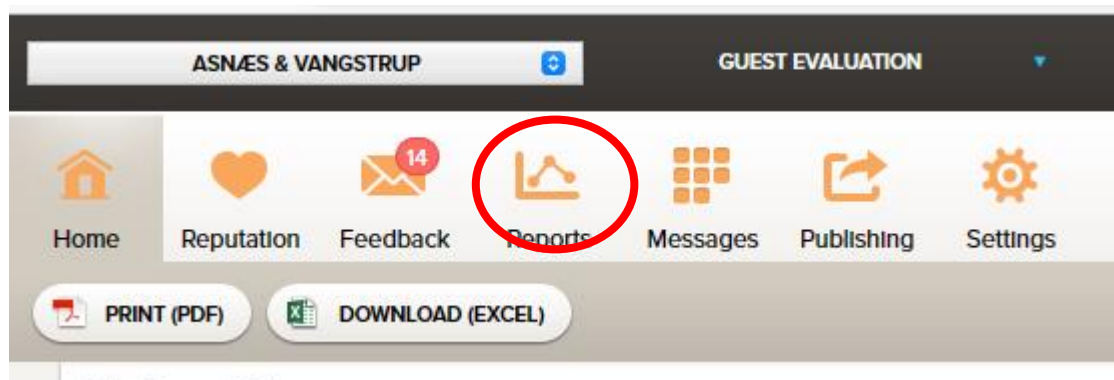 ASNÆS & VANGSTRUP GUEST EVALUATION
14
Home Reputation Feedback Reports Messages Publishing Settings
PRINT (PDF) DOWNLOAD (EXCEL)